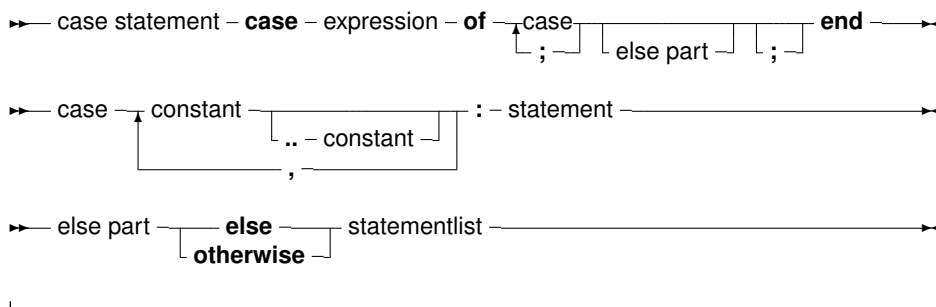 case statement case expression of case end
; else part ;
case constant : statement
.. constant
,
else part else statementlist
otherwise